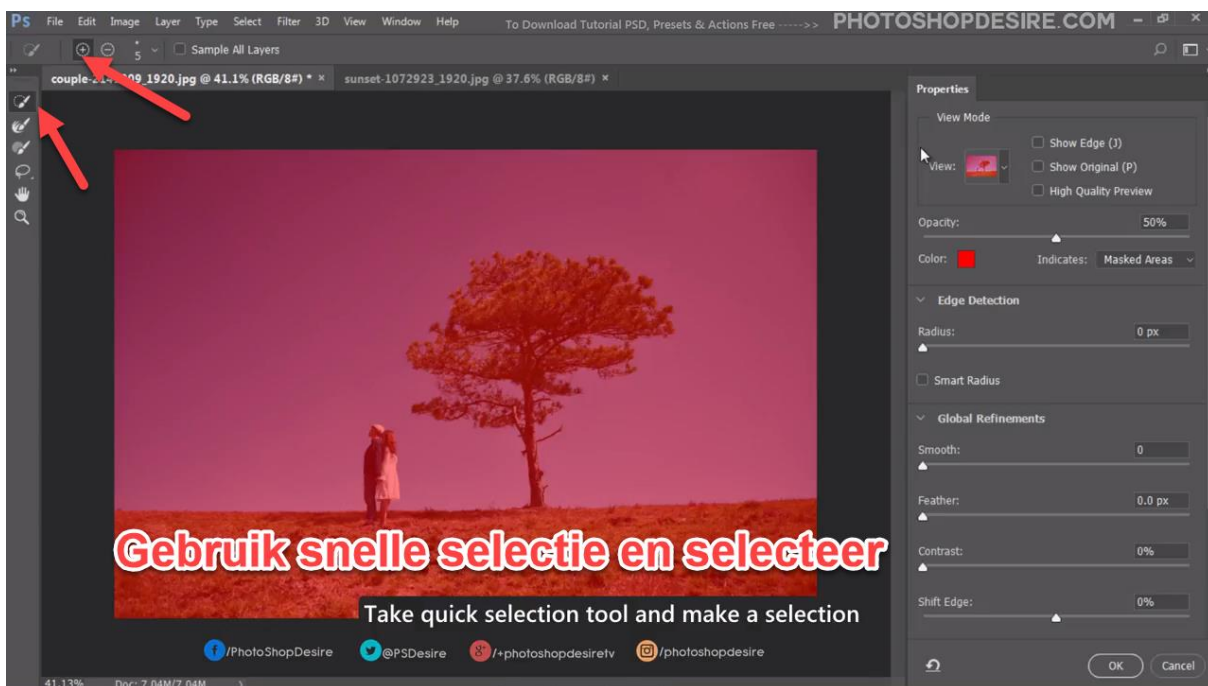 Ps File Edit Image Layer Type Select Filter 3D View Window Help To Download Tutorial PSD, Presets & Actions Free ----->> PHOTOSHOPDESIRE.COM
5 Sample All Layers
1920.jpg @ 41.1% (RGB/8#) * × sunset-1072923_1920.jpg @ 37.6% (RGB/8#) ×
Properties
View Mode
Show Edge (J)
View: Show Original (P)
High Quality Preview
Opacity: 50%
Color: Indicates: Masked Areas
Edge Detection
Radius: 0 px
Smart Radius
Global Refinements
Smooth: 0
Feather: 0.0 px
Contrast: 0%
Shift Edge: 0%
Gebruik snelle selectie en selecteer
Take quick selection tool and make a selection
/PhotoShopDesire @PSDesire /+photoshopdesiretv /photoshopdesire
OK Cancel
41.13% Doc: 7.04M/7.04M